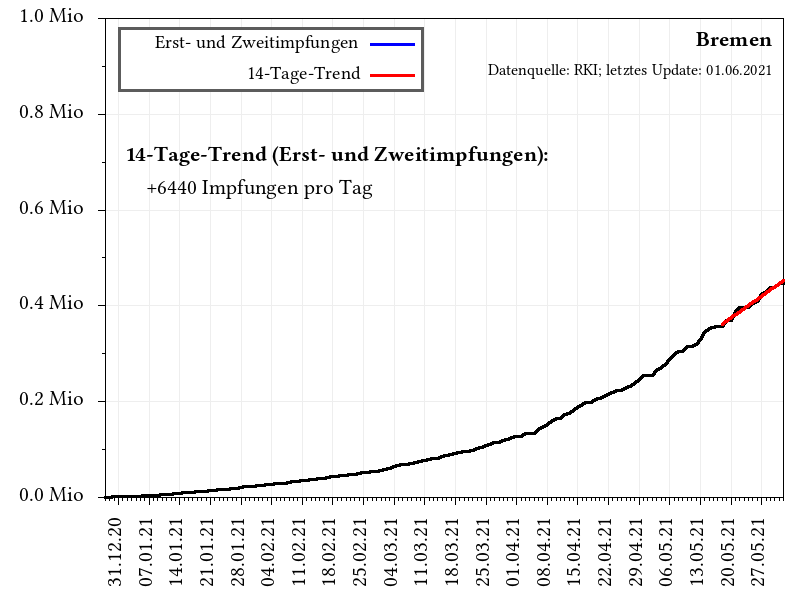 1.0 Mio
0.8 Mio
0.6 Mio
0.4 Mio
0.2 Mio
0.0 Mio
Erst- und Zweitimpfungen
14-Tage-Trend
Bremen
Datenquelle: RKI; letztes Update: 01.06.2021
14-Tage-Trend (Erst- und Zweitimpfungen):
+6440 Impfungen pro Tag
31.12.20
07.01.21
14.01.21
21.01.21
28.01.21
04.02.21
11.02.21
18.02.21
25.02.21
04.03.21
11.03.21
18.03.21
25.03.21
01.04.21
08.04.21
15.04.21
22.04.21
29.04.21
06.05.21
13.05.21
20.05.21
27.05.21